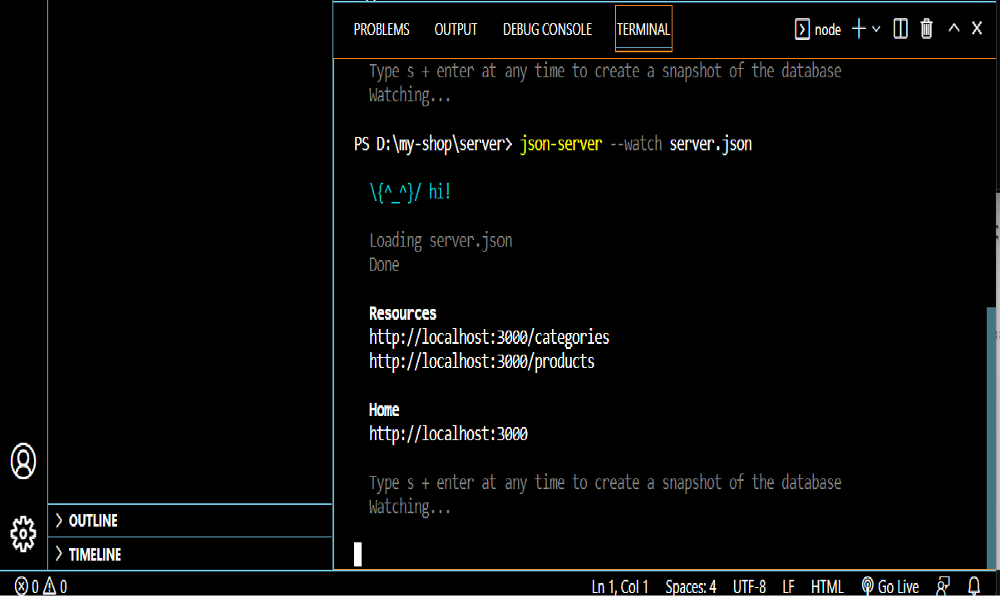 PROBLEMS OUTPUT DEBUG CONSOLE TERMINAL node
Type s + enter at any time to create a snapshot of the database
Watching...
PS D:\my-shop\server> json-server --watch server.json
\{^_^}/ hi!
Loading server.json
Done
Resources
http://localhost:3000/categories
http://localhost:3000/products
Home
http://localhost:3000
Type s + enter at any time to create a snapshot of the database
Watching...
OUTLINE
TIMELINE
0 0 Ln 1, Col 1 Spaces: 4 UTF-8 LF HTML Go Live